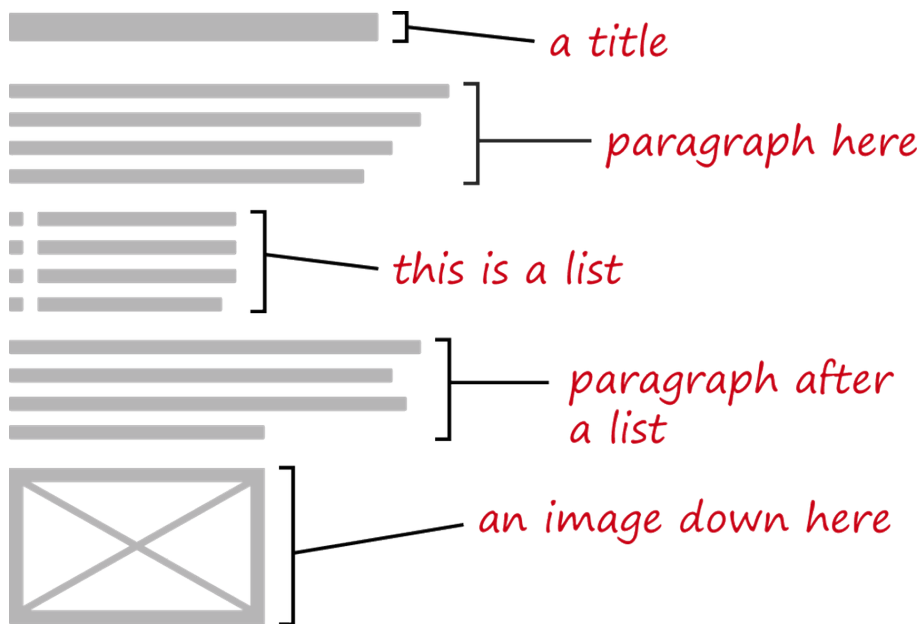 a title
paragraph here
this is a list
paragraph after
a list
an image down here